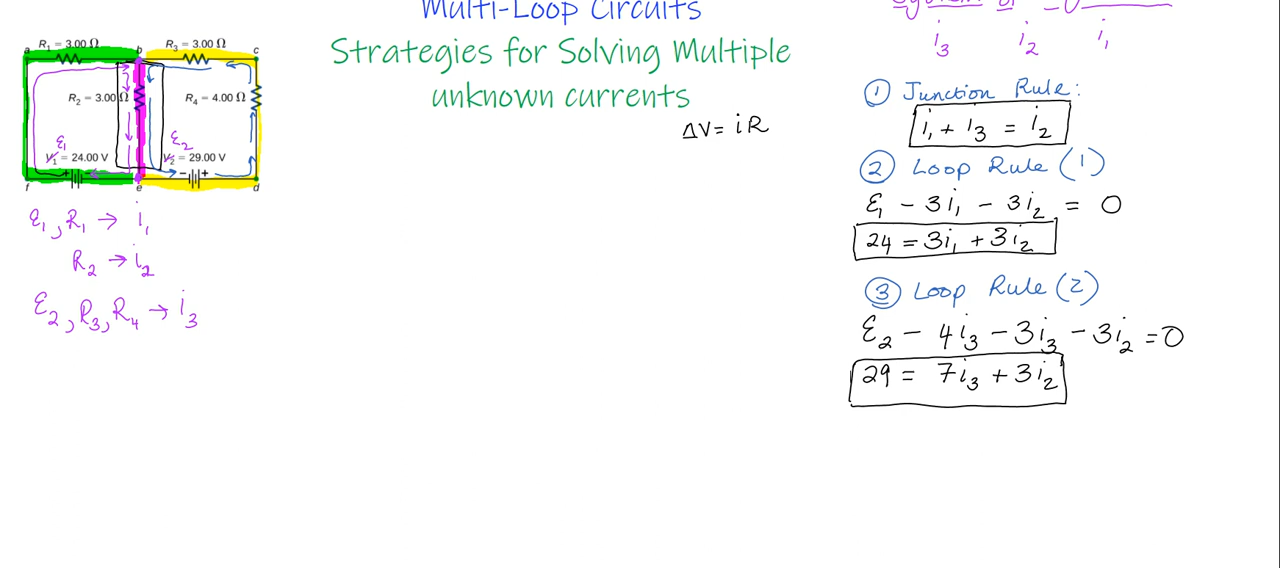 Multi-Loop Circuits
Strategies for Solving Multiple
unknown currents
ΔV = iR
R₁ = 3.00 Ω
R₃ = 3.00 Ω
a
b
c
R₂ = 3.00 Ω
R₄ = 4.00 Ω
ε₁
ε₂
V₁ = 24.00 V
V₂ = 29.00 V
+
- +
f
e
d
ε₁, R₁ → i₁
R₂ → i₂
ε₂, R₃, R₄ → i₃
i₃ i₂ i₁
① Junction Rule:
i₁ + i₃ = i₂
② Loop Rule (1)
ε₁ - 3i₁ - 3i₂ = 0
24 = 3i₁ + 3i₂
③ Loop Rule (2)
ε₂ - 4i₃ - 3i₃ - 3i₂ = 0
29 = 7i₃ + 3i₂